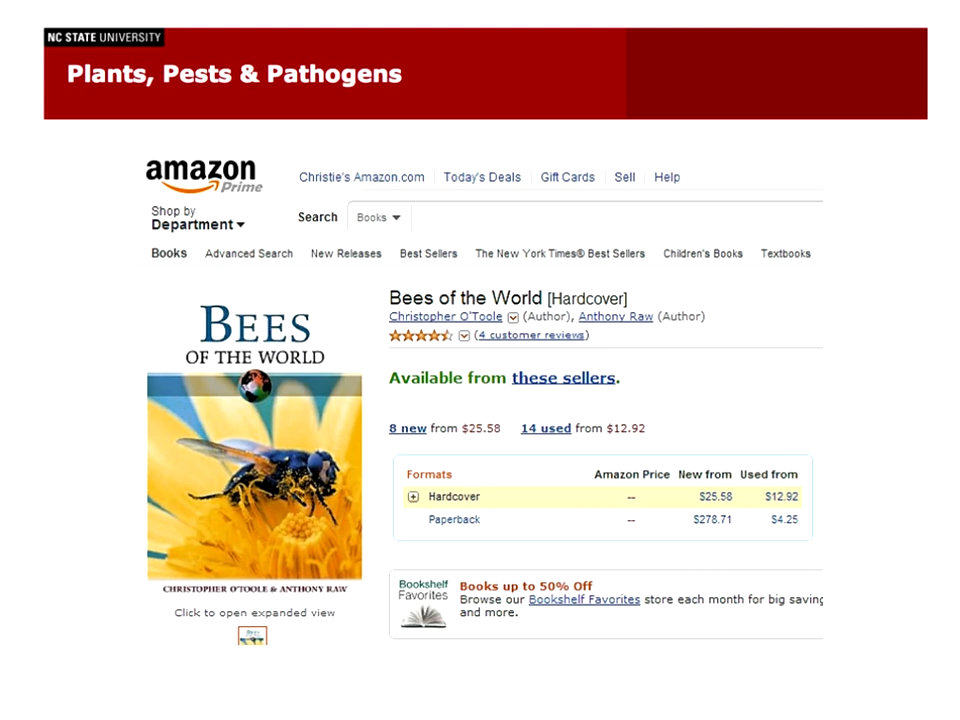 NC STATE UNIVERSITY
Plants, Pests & Pathogens
amazon
Prime
Christie's Amazon.com Today's Deals Gift Cards Sell Help
Shop by
Department
Search Books
Books Advanced Search New Releases Best Sellers The New York Times® Best Sellers Children's Books Textbooks
BEES
OF THE WORLD
CHRISTOPHER O'TOOLE & ANTHONY RAW
Click to open expanded view
Bees of the World [Hardcover]
Christopher O'Toole (Author), Anthony Raw (Author)
(4 customer reviews)
Available from these sellers.
8 new from $25.58 14 used from $12.92
Formats Amazon Price New from Used from
Hardcover -- $25.58 $12.92
Paperback -- $278.71 $4.25
Bookshelf
Favorites
Books up to 50% Off
Browse our Bookshelf Favorites store each month for big saving
and more.